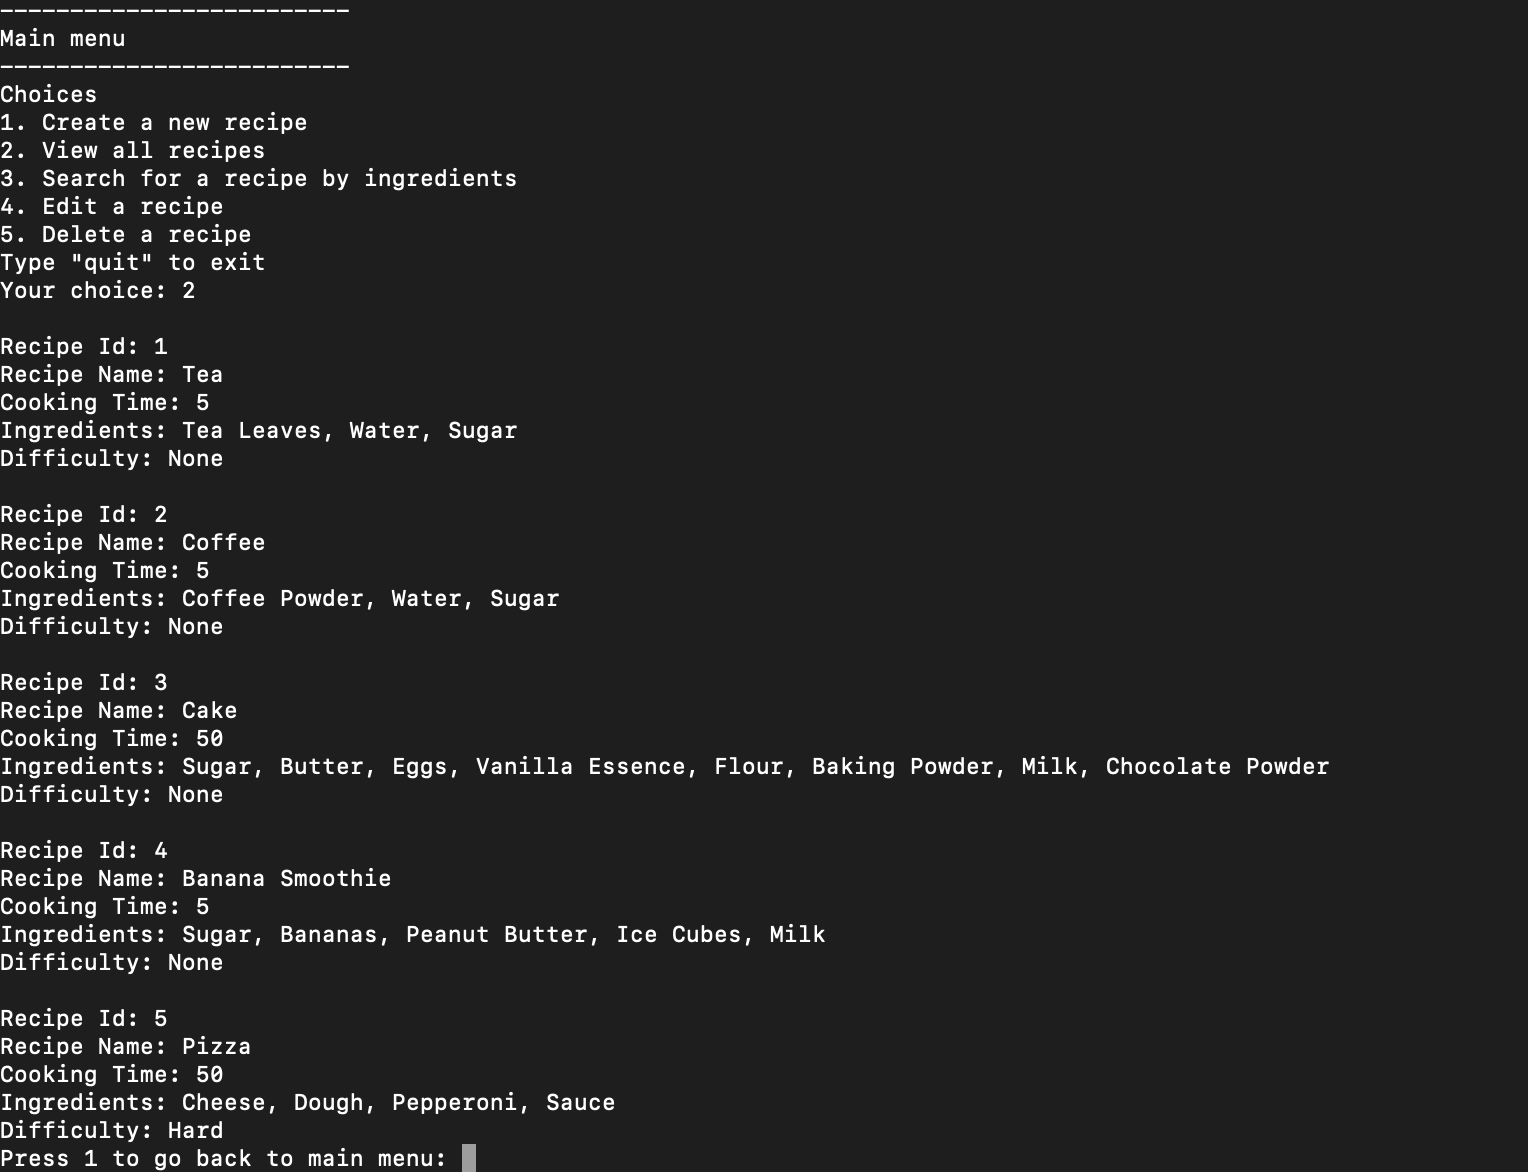 -------------------------
Main menu
-------------------------
Choices
1. Create a new recipe
2. View all recipes
3. Search for a recipe by ingredients
4. Edit a recipe
5. Delete a recipe
Type "quit" to exit
Your choice: 2
Recipe Id: 1
Recipe Name: Tea
Cooking Time: 5
Ingredients: Tea Leaves, Water, Sugar
Difficulty: None
Recipe Id: 2
Recipe Name: Coffee
Cooking Time: 5
Ingredients: Coffee Powder, Water, Sugar
Difficulty: None
Recipe Id: 3
Recipe Name: Cake
Cooking Time: 50
Ingredients: Sugar, Butter, Eggs, Vanilla Essence, Flour, Baking Powder, Milk, Chocolate Powder
Difficulty: None
Recipe Id: 4
Recipe Name: Banana Smoothie
Cooking Time: 5
Ingredients: Sugar, Bananas, Peanut Butter, Ice Cubes, Milk
Difficulty: None
Recipe Id: 5
Recipe Name: Pizza
Cooking Time: 50
Ingredients: Cheese, Dough, Pepperoni, Sauce
Difficulty: Hard
Press 1 to go back to main menu: